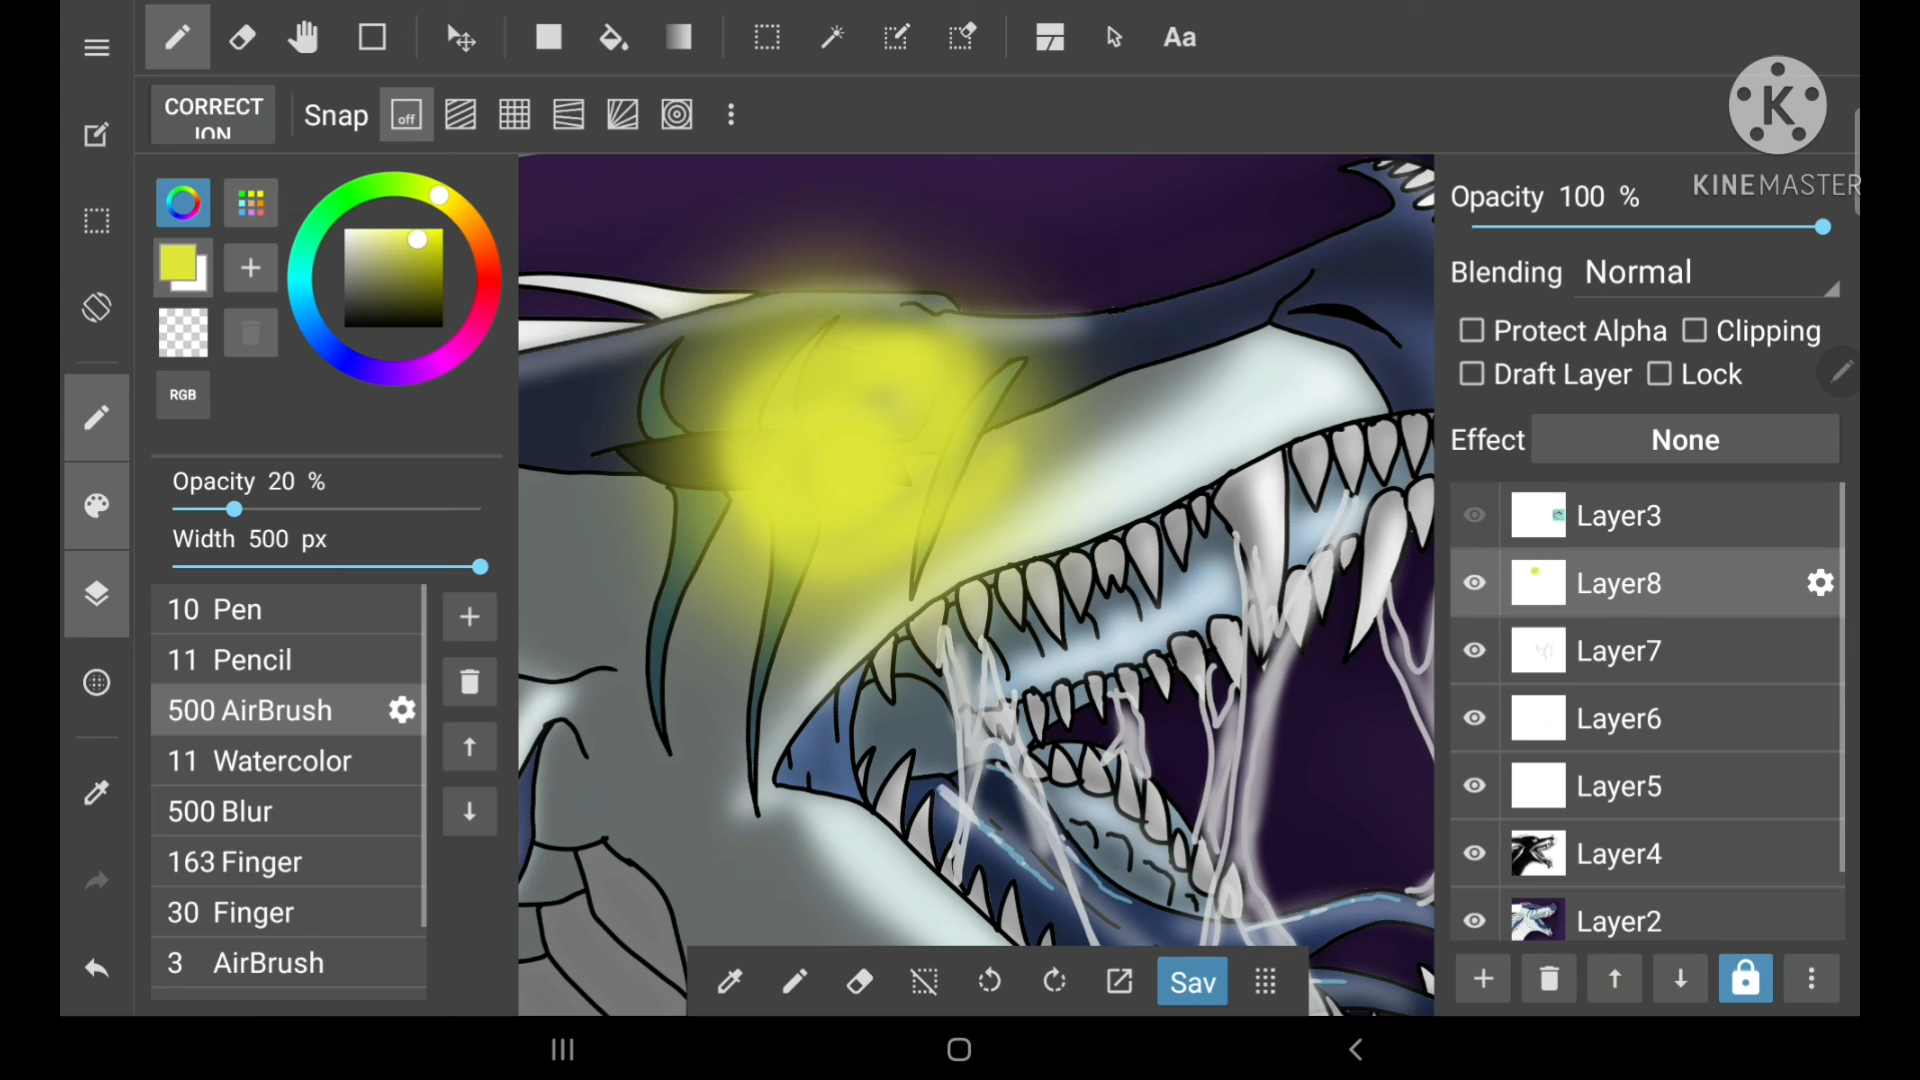 Aa
CORRECT
ION
Snap
off
K
KINEMASTER
Opacity 100 %
Blending Normal
Protect Alpha Clipping
Draft Layer Lock
Effect None
RGB
Opacity 20 %
Width 500 px
10 Pen
11 Pencil
500 AirBrush
11 Watercolor
500 Blur
163 Finger
30 Finger
3 AirBrush
Layer3
Layer8
Layer7
Layer6
Layer5
Layer4
Layer2
Sav